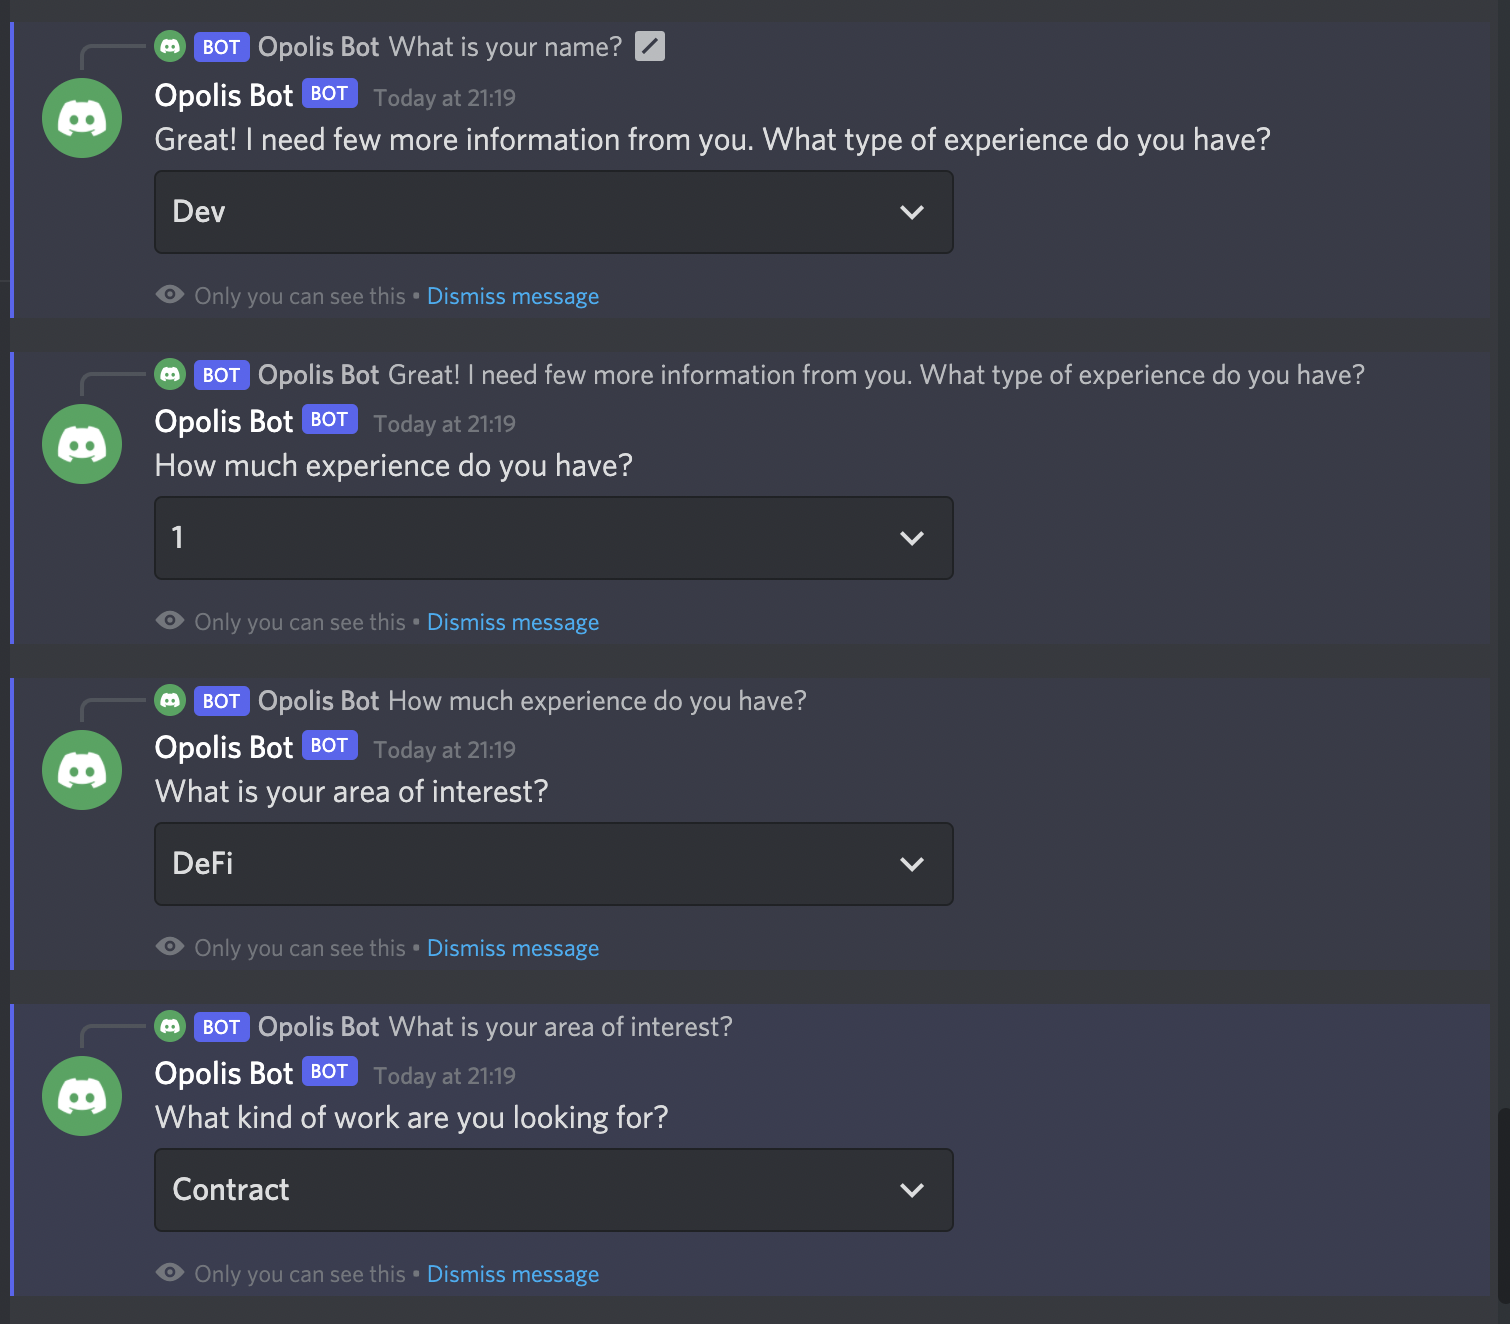 BOT Opolis Bot What is your name?
Opolis Bot BOT Today at 21:19
Great! I need few more information from you. What type of experience do you have?
Dev
Only you can see this • Dismiss message
BOT Opolis Bot Great! I need few more information from you. What type of experience do you have?
Opolis Bot BOT Today at 21:19
How much experience do you have?
1
Only you can see this • Dismiss message
BOT Opolis Bot How much experience do you have?
Opolis Bot BOT Today at 21:19
What is your area of interest?
DeFi
Only you can see this • Dismiss message
BOT Opolis Bot What is your area of interest?
Opolis Bot BOT Today at 21:19
What kind of work are you looking for?
Contract
Only you can see this • Dismiss message